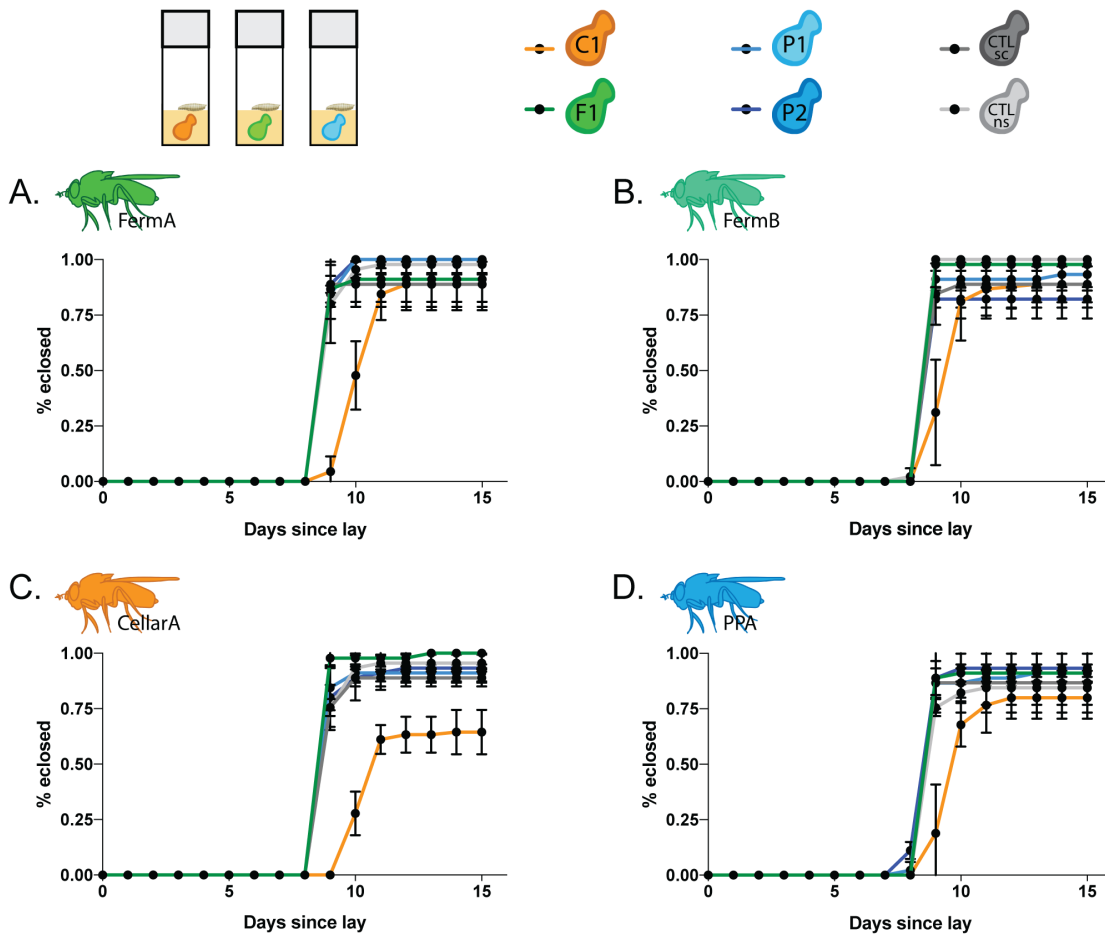 C1
P1
CTL
sc
F1
P2
CTL
ns
A.
FermA
1.00
0.75
0.50
0.25
0.00
% eclosed
0
5
10
15
Days since lay
B.
FermB
1.00
0.75
0.50
0.25
0.00
% eclosed
0
5
10
15
Days since lay
C.
CellarA
1.00
0.75
0.50
0.25
0.00
% eclosed
0
5
10
15
Days since lay
D.
PPA
1.00
0.75
0.50
0.25
0.00
% eclosed
0
5
10
15
Days since lay